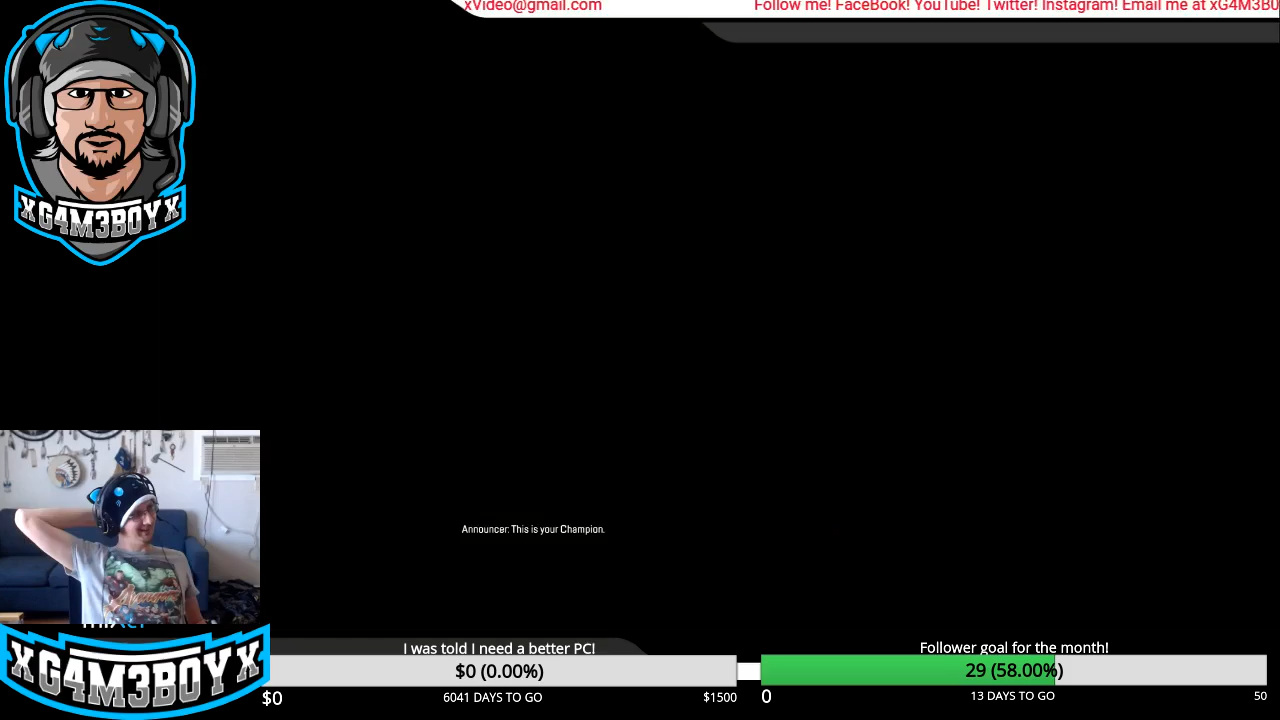 xVideo@gmail.com
Follow me! FaceBook! YouTube! Twitter! Instagram! Email me at xG4M3B0
XG4M3B0YX
Announcer: This is your Champion.
XG4M3B0YX
I was told I need a better PC!
$0 (0.00%)
$0
6041 DAYS TO GO
$1500
Follower goal for the month!
29 (58.00%)
0
13 DAYS TO GO
50